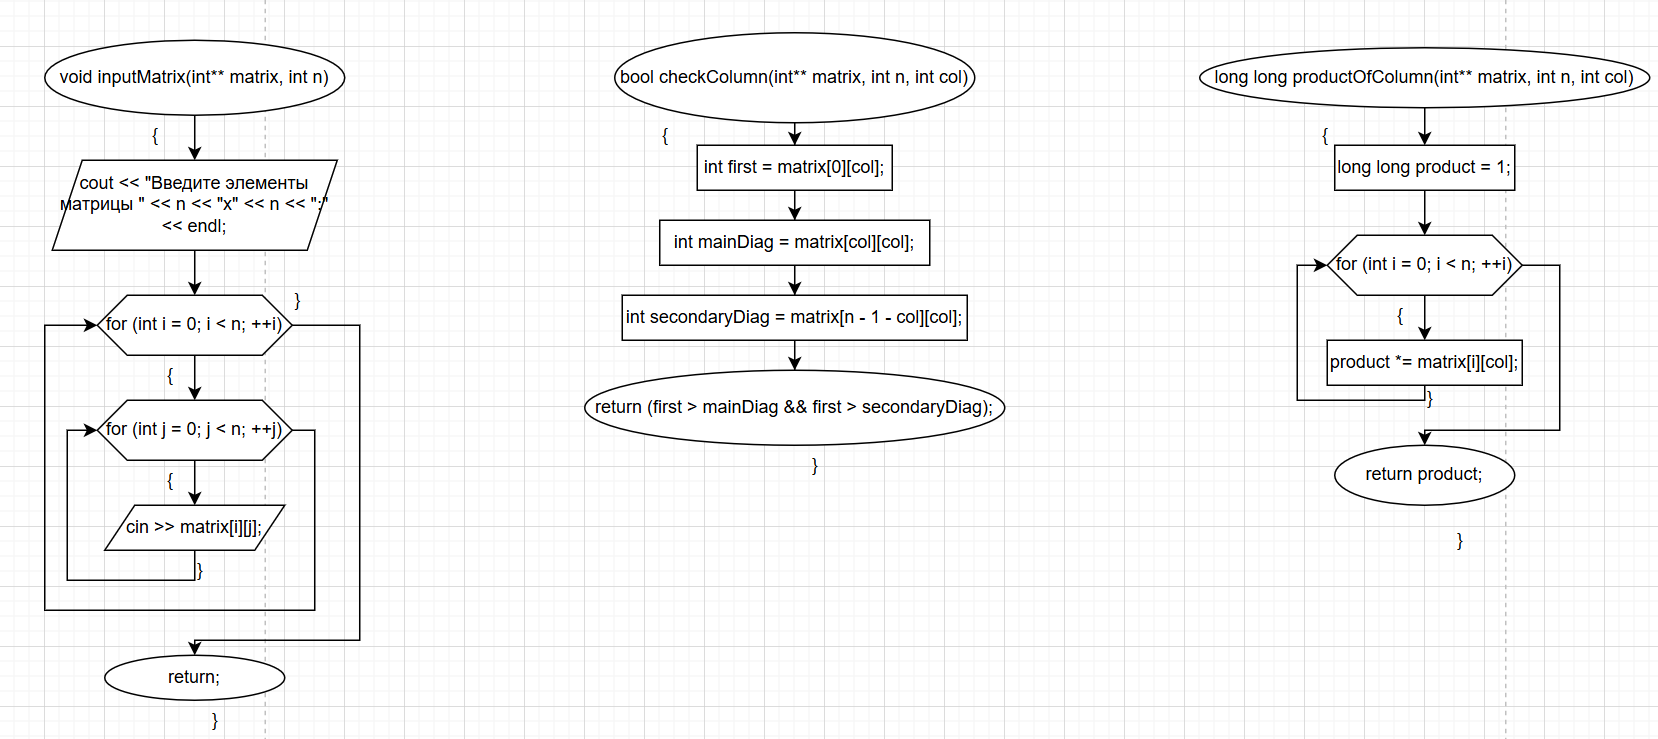 void inputMatrix(int** matrix, int n)
{
cout << "Введите элементы
матрицы " << n << "x" << n << ":"
<< endl;
}
for (int i = 0; i < n; ++i)
{
for (int j = 0; j < n; ++j)
{
cin >> matrix[i][j];
}
return;
}
bool checkColumn(int** matrix, int n, int col)
{
int first = matrix[0][col];
int mainDiag = matrix[col][col];
int secondaryDiag = matrix[n - 1 - col][col];
return (first > mainDiag && first > secondaryDiag);
}
long long productOfColumn(int** matrix, int n, int col)
{
long long product = 1;
for (int i = 0; i < n; ++i)
{
product *= matrix[i][col];
}
return product;
}